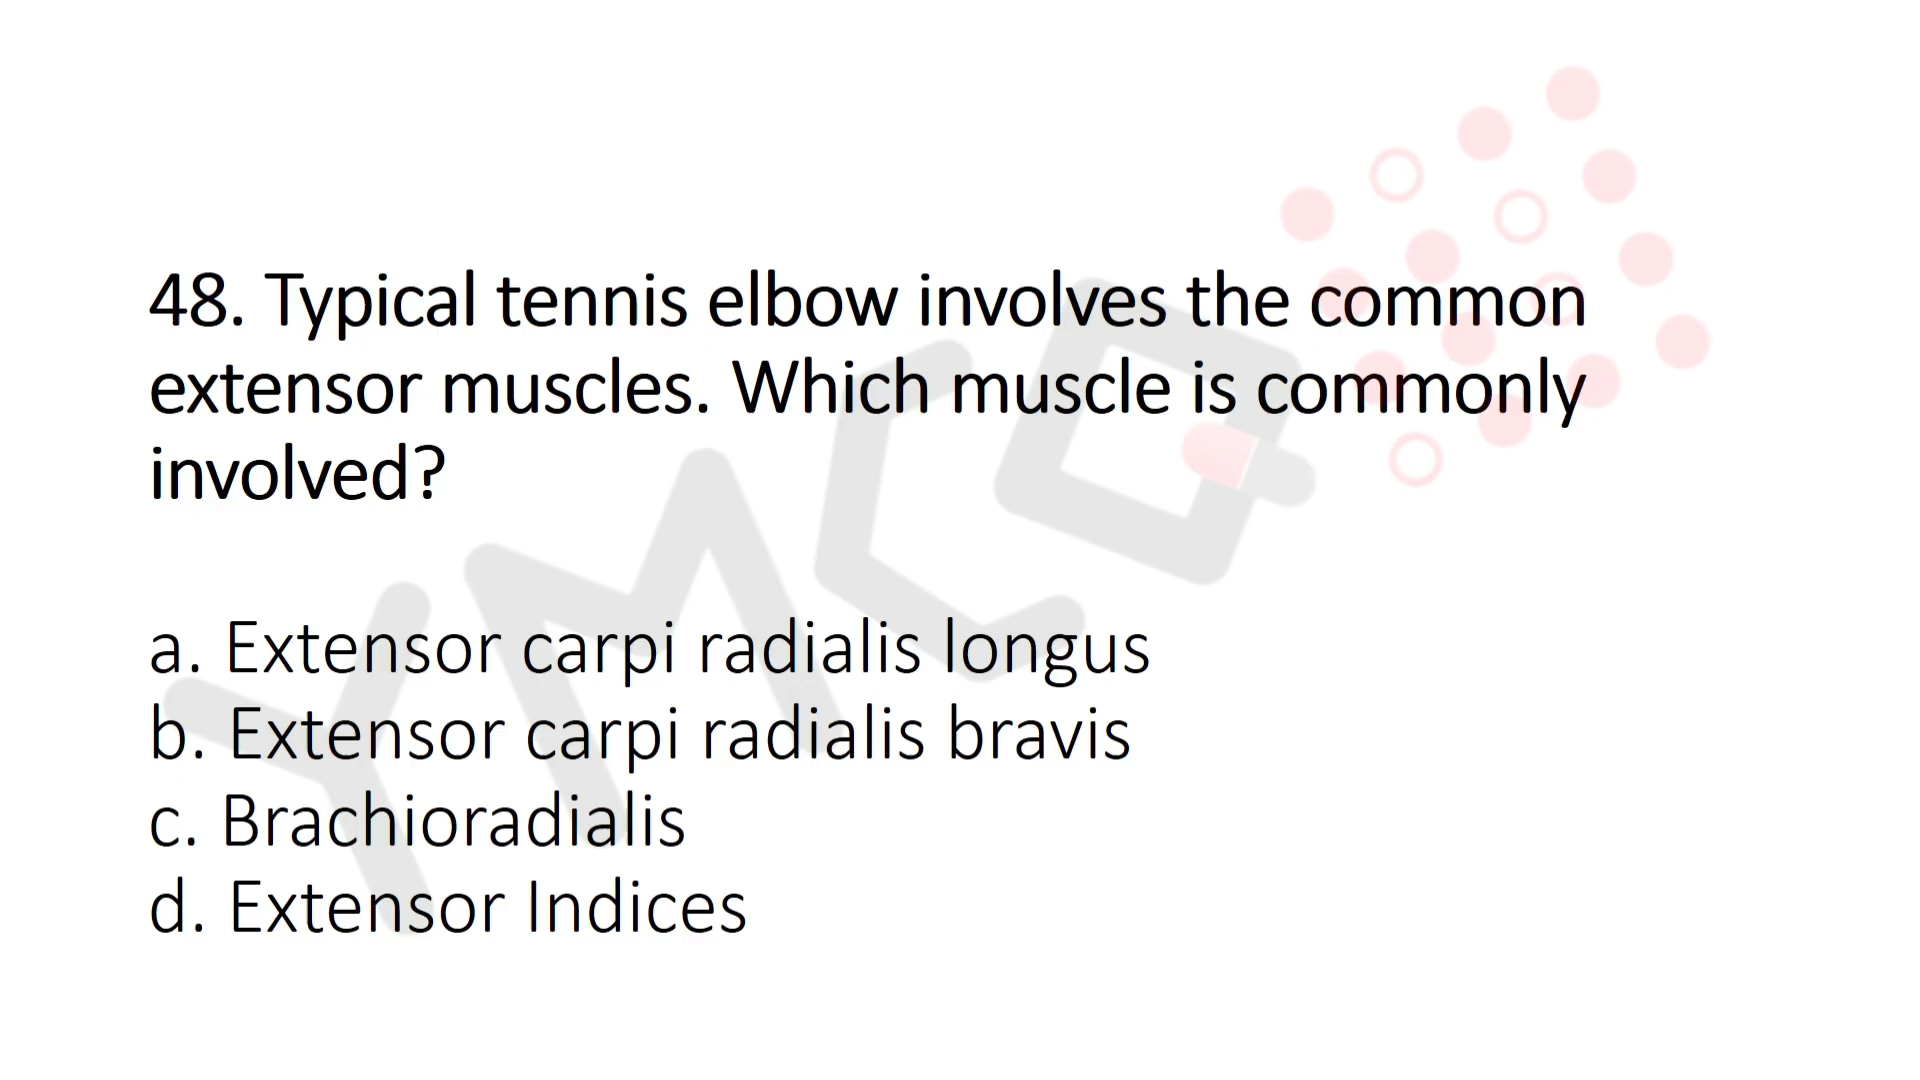 48. Typical tennis elbow involves the common
extensor muscles. Which muscle is commonly
involved?
a. Extensor carpi radialis longus
b. Extensor carpi radialis bravis
c. Brachioradialis
d. Extensor Indices
YMCQ